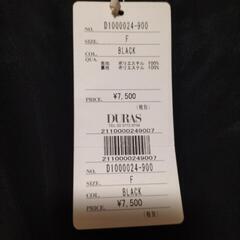 NO. D1000024-900
SIZE. F
COL. BLACK
QUA.
表地 ポリエステル 100%
裏地 ポリエステル 100%
PRICE. ¥7,500
(税別)
DURAS
2110000249007
2110000249007
NO. D1000024-900
SIZE. F
COL. BLACK
PRICE. ¥7,500
(税別)